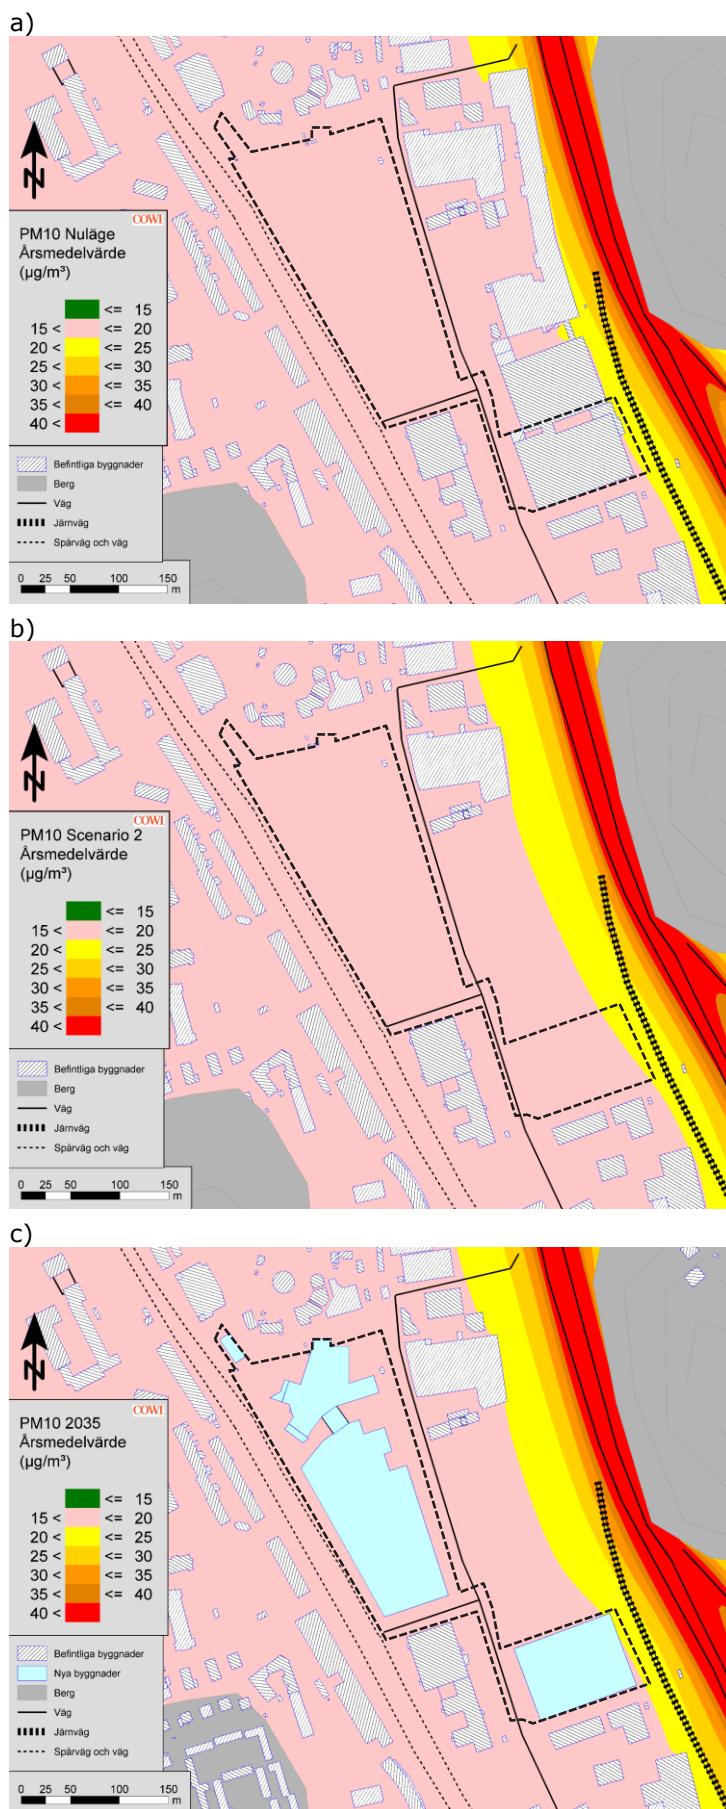 a)
N
COWI
PM10 Nuläge
Årsmedelvärde
(µg/m³)
<= 15
15 < <= 20
20 < <= 25
25 < <= 30
30 < <= 35
35 < <= 40
40 <
Befintliga byggnader
Berg
Väg
Järnväg
Spårväg och väg
0 25 50 100 150
m
b)
N
COWI
PM10 Scenario 2
Årsmedelvärde
(µg/m³)
<= 15
15 < <= 20
20 < <= 25
25 < <= 30
30 < <= 35
35 < <= 40
40 <
Befintliga byggnader
Berg
Väg
Järnväg
Spårväg och väg
0 25 50 100 150
m
c)
N
COWI
PM10 2035
Årsmedelvärde
(µg/m³)
<= 15
15 < <= 20
20 < <= 25
25 < <= 30
30 < <= 35
35 < <= 40
40 <
Befintliga byggnader
Nya byggnader
Berg
Väg
Järnväg
Spårväg och väg
0 25 50 100 150
m